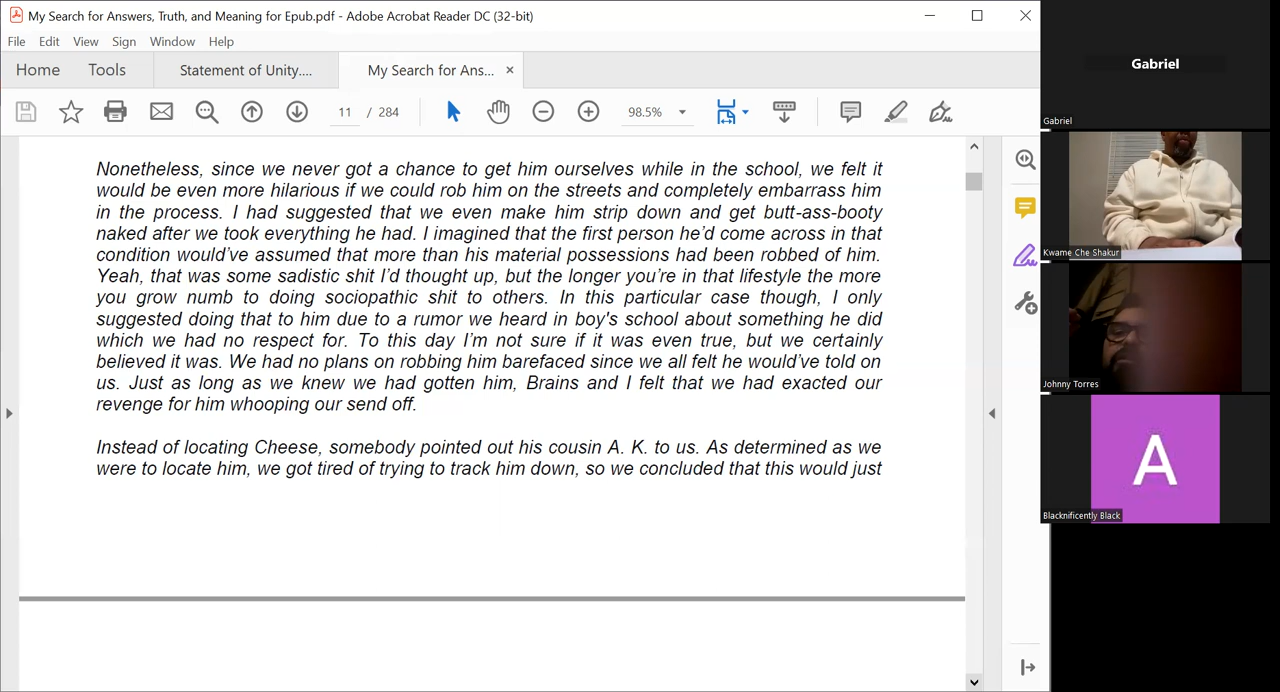 My Search for Answers, Truth, and Meaning for Epub.pdf - Adobe Acrobat Reader DC (32-bit)
File Edit View Sign Window Help
Home Tools Statement of Unity.... My Search for Ans... ×
11 / 284 98.5%
Nonetheless, since we never got a chance to get him ourselves while in the school, we felt it
would be even more hilarious if we could rob him on the streets and completely embarrass him
in the process. I had suggested that we even make him strip down and get butt-ass-booty
naked after we took everything he had. I imagined that the first person he'd come across in that
condition would've assumed that more than his material possessions had been robbed of him.
Yeah, that was some sadistic shit I'd thought up, but the longer you're in that lifestyle the more
you grow numb to doing sociopathic shit to others. In this particular case though, I only
suggested doing that to him due to a rumor we heard in boy's school about something he did
which we had no respect for. To this day I'm not sure if it was even true, but we certainly
believed it was. We had no plans on robbing him barefaced since we all felt he would've told on
us. Just as long as we knew we had gotten him, Brains and I felt that we had exacted our
revenge for him whooping our send off.
Instead of locating Cheese, somebody pointed out his cousin A. K. to us. As determined as we
were to locate him, we got tired of trying to track him down, so we concluded that this would just
Gabriel
Gabriel
Kwame Che Shakur
Johnny Torres
A
Blacknificently Black